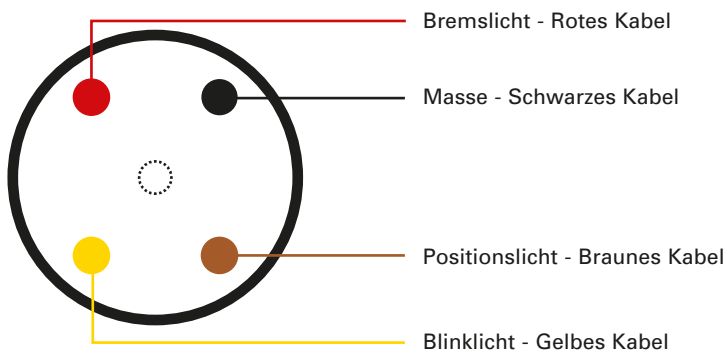 Bremslicht - Rotes Kabel
Masse - Schwarzes Kabel
Positionslicht - Braunes Kabel
Blinklicht - Gelbes Kabel